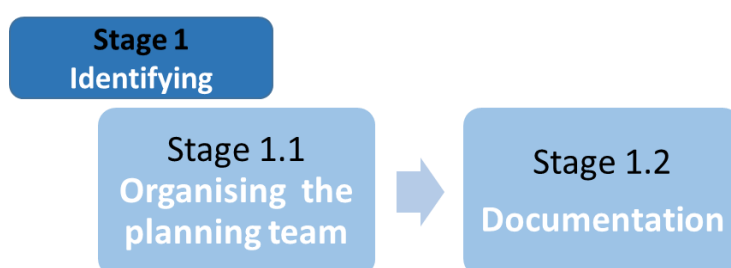 Stage 1
Identifying
Stage 1.1
Organising the
planning team
Stage 1.2
Documentation